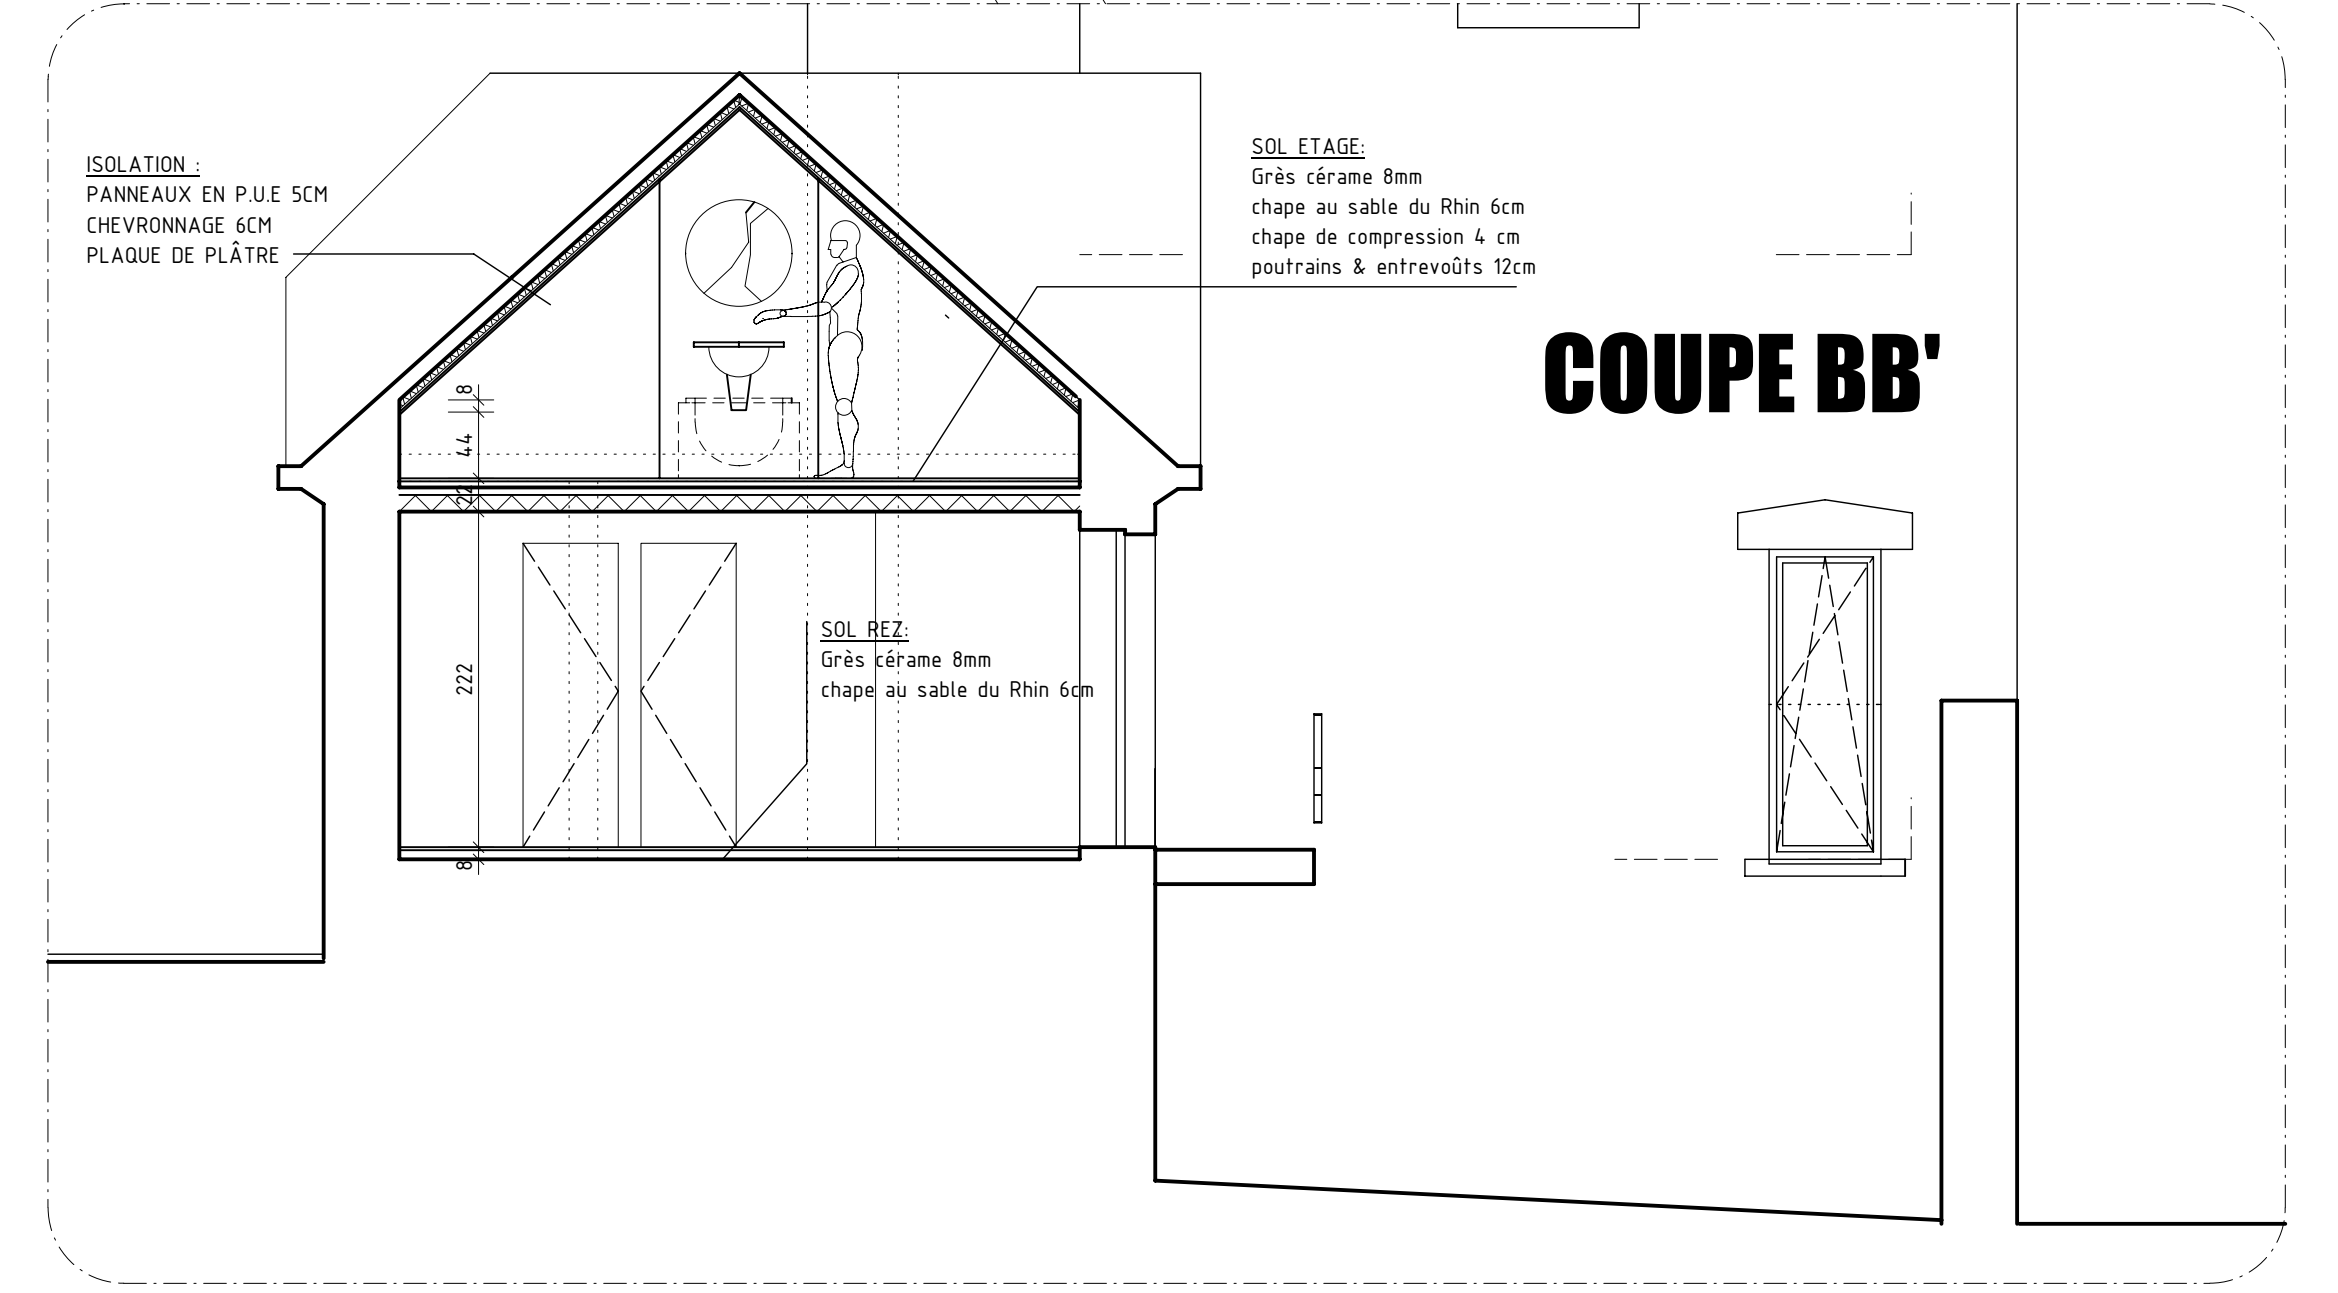 ISOLATION :
PANNEAUX EN P.U.E 5CM
CHEVRONNAGE 6CM
PLAQUE DE PLÂTRE
SOL ETAGE:
Grès cérame 8mm
chape au sable du Rhin 6cm
chape de compression 4 cm
poutrains & entrevoûts 12cm
COUPE BB'
8
44
22
222
8
SOL REZ:
Grès cérame 8mm
chape au sable du Rhin 6cm